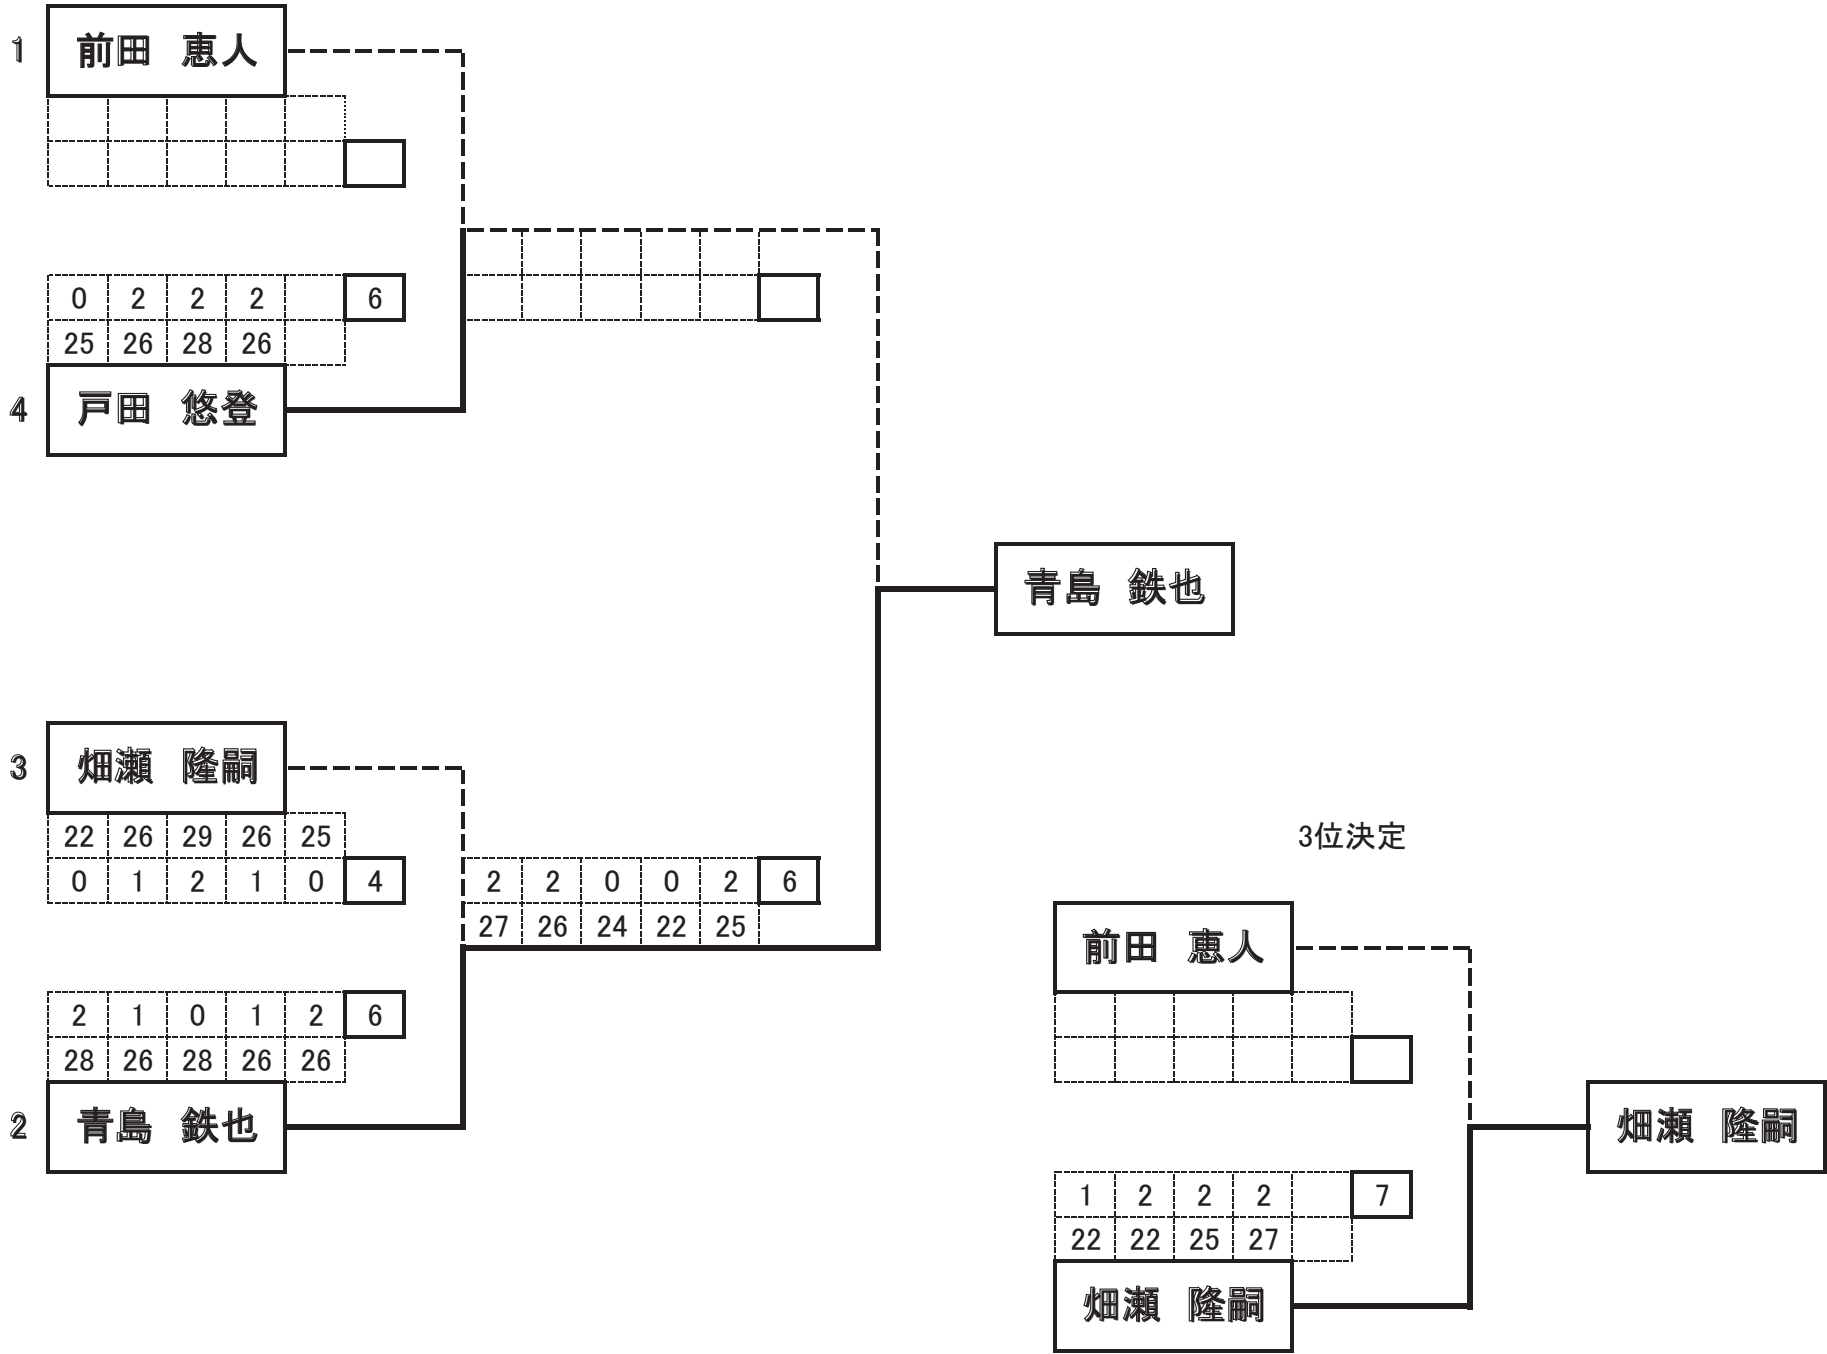 1 前田　恵人
0 2 2 2 6
25 26 28 26
4 戸田　悠登
青島　鉄也
3 畑瀬　隆嗣
22 26 29 26 25
0 1 2 1 0 4
2 2 0 0 2 6
27 26 24 22 25
2 1 0 1 2 6
28 26 28 26 26
2 青島　鉄也
3位決定
前田　恵人
畑瀬　隆嗣
1 2 2 2 7
22 22 25 27
畑瀬　隆嗣